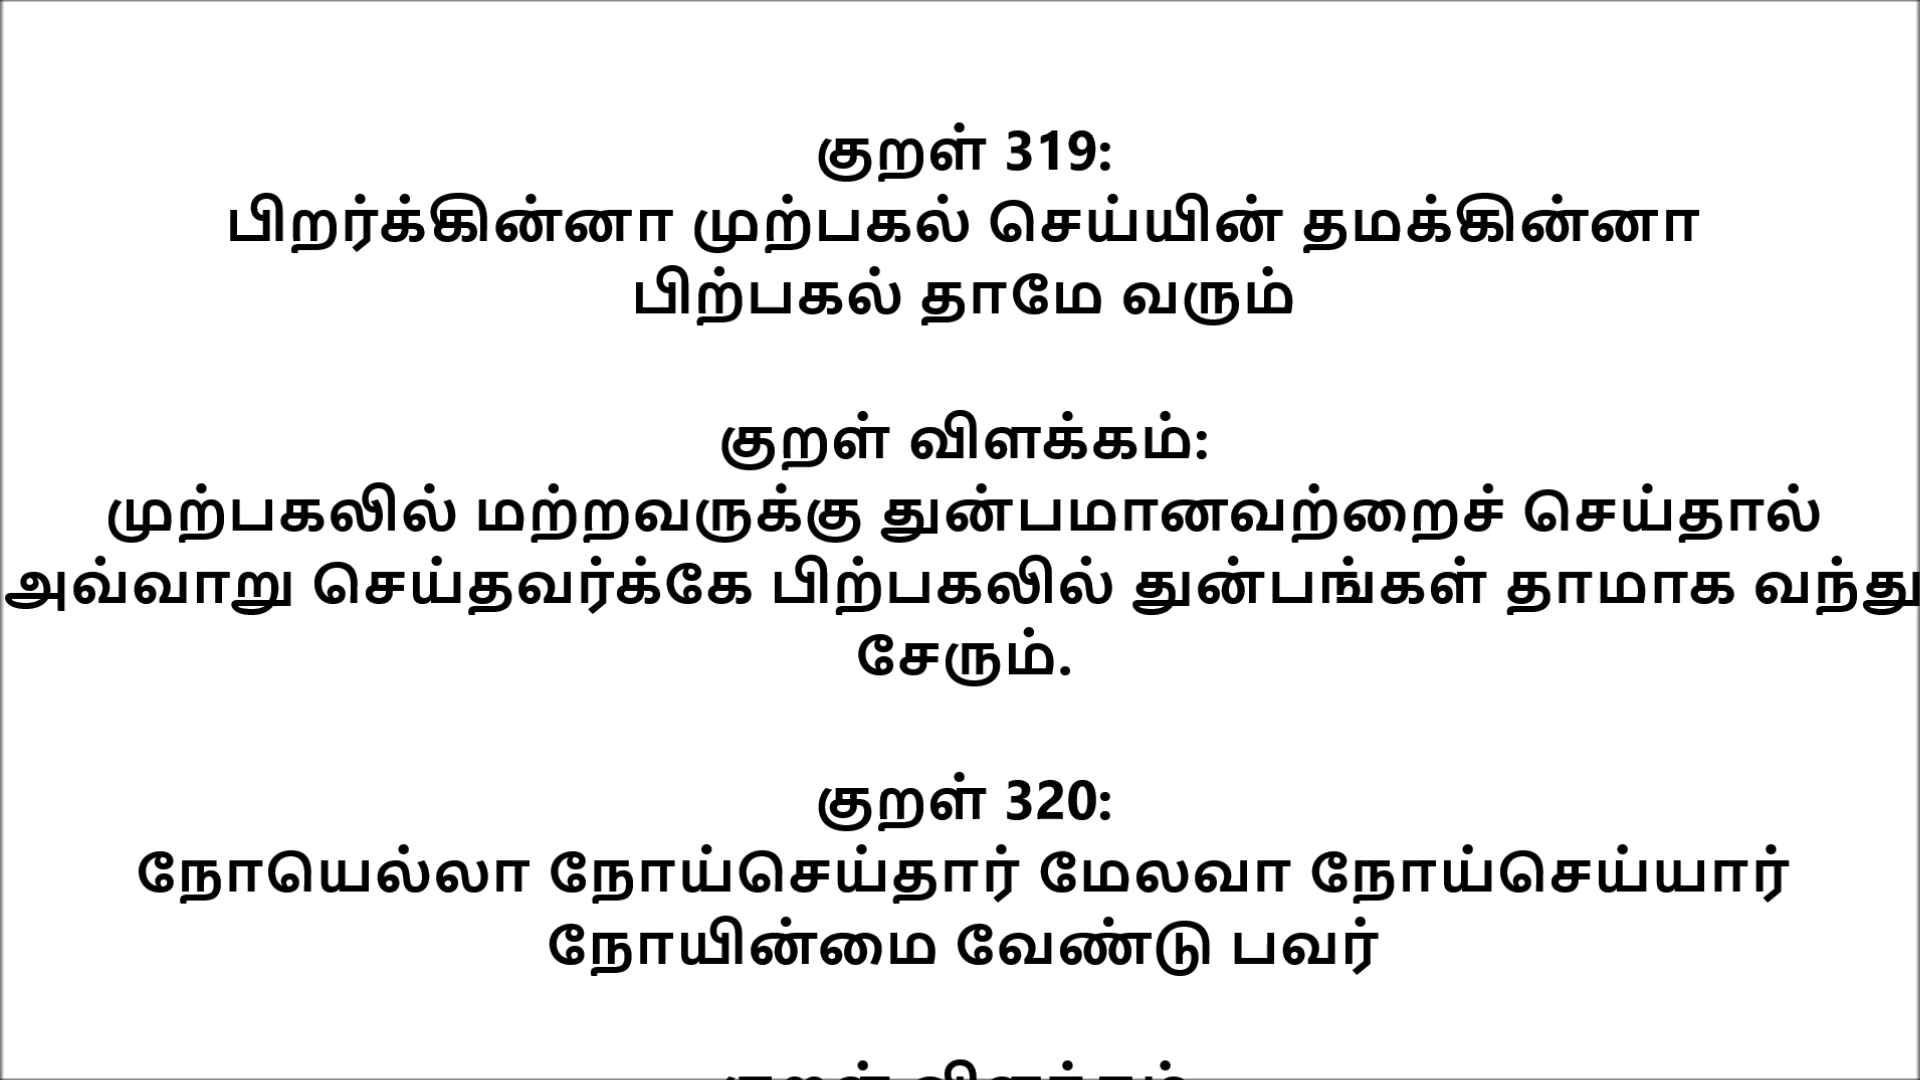 குறள் 319:
பிறர்க்கின்னா முற்பகல் செய்யின் தமக்கின்னா
பிற்பகல் தாமே வரும்
குறள் விளக்கம்:
முற்பகலில் மற்றவருக்கு துன்பமானவற்றைச் செய்தால்
அவ்வாறு செய்தவர்க்கே பிற்பகலில் துன்பங்கள் தாமாக வந்து
சேரும்.
குறள் 320:
நோயெல்லா நோய்செய்தார் மேலவா நோய்செய்யார்
நோயின்மை வேண்டு பவர்